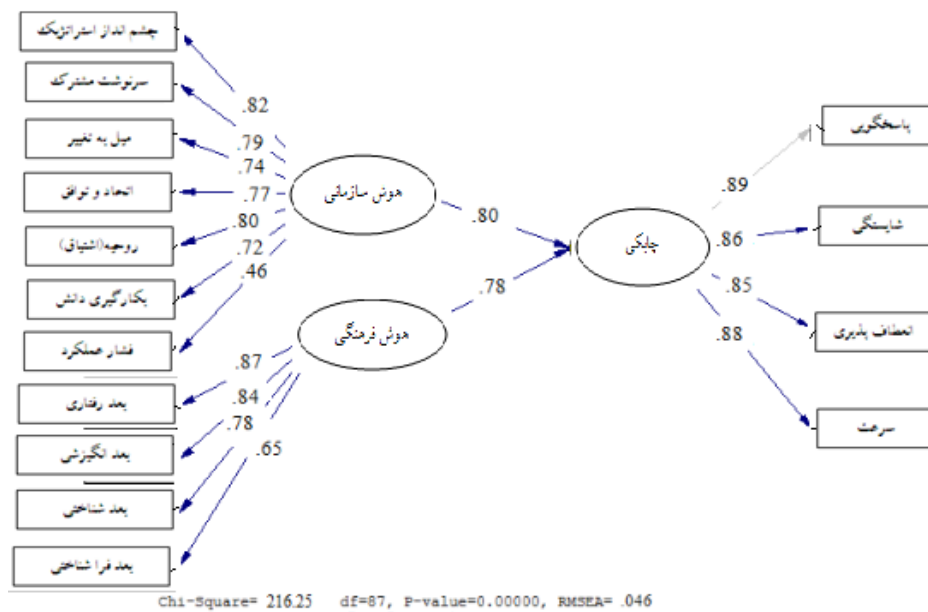 چشم انداز استراتژیک
سرنوشت مشترک
میل به تغییر
اتحاد و توافق
روحیه(اشتیاق)
بکارگیری دانش
فشار عملکرد
بعد رفتاری
بعد انگیزشی
بعد شناختی
بعد فرا شناختی
.82
.79
.74
.77
.80
.72
.46
.87
.84
.78
.65
هوش سازمانی
هوش فرهنگی
.80
.78
چابکی
.89
.86
.85
.88
پاسخگویی
شایستگی
انعطاف پذیری
سرعت
Chi-Square= 216.25 df=87, P-value=0.00000, RMSEA= .046